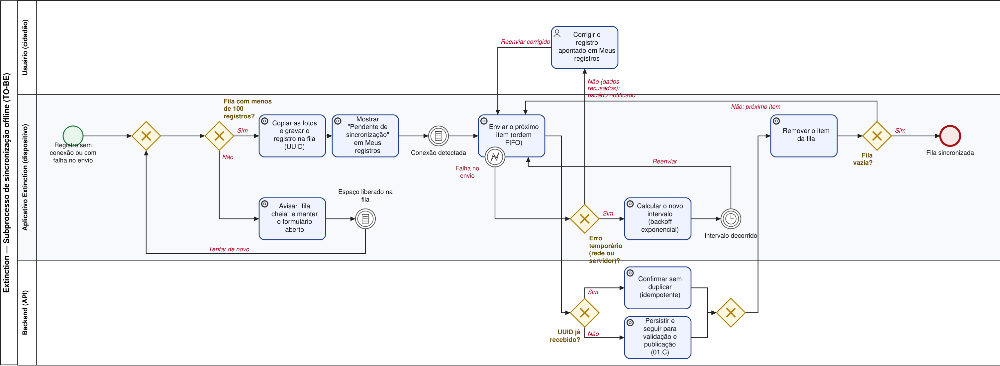 Extinction — Subprocesso de sincronização offline (TO-BE)
Usuário (cidadão)
Aplicativo Extinction (dispositivo)
Backend (API)
Corrigir o
registro
apontado em Meus
registros
Reenviar corrigido
Não (dados
recusados):
usuário notificado
Registro sem
conexão ou com
falha no envio
Fila com menos
de 100
registros?
Sim
Não
Copiar as fotos
e gravar o
registro na fila
(UUID)
Mostrar
"Pendente de
sincronização"
em Meus
registros
Conexão detectada
Enviar o próximo
item (ordem
FIFO)
Falha no
envio
Não: próximo item
Reenviar
Remover o item
da fila
Fila
vazia?
Sim
Fila sincronizada
Avisar "fila
cheia" e manter
o formulário
aberto
Espaço liberado na
fila
Tentar de novo
Erro
temporário
(rede ou
servidor)?
Sim
Calcular o novo
intervalo
(backoff
exponencial)
Intervalo decorrido
UUID já
recebido?
Sim
Não
Confirmar sem
duplicar
(idempotente)
Persistir e
seguir para
validação e
publicação
(01.C)